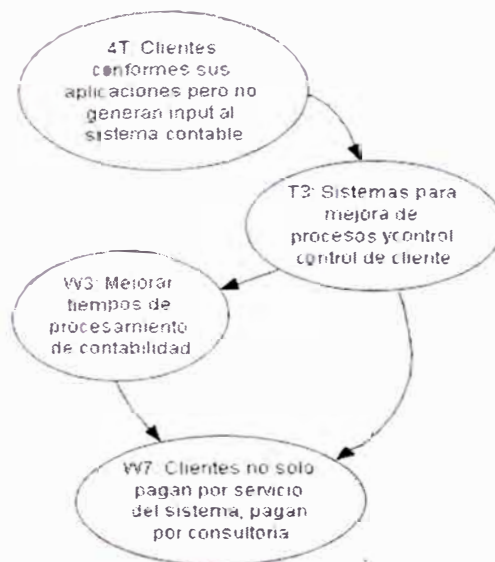 4T: Clientes
conformes sus
aplicaciones pero no
generan input al
sistema contable
T3: Sistemas para
mejora de
procesos ycontrol
control de cliente
W3: Mejorar
tiempos de
procesamiento
de contabilidad
W7: Clientes no solo
pagan por servicio
del sistema, pagan
por consultoria